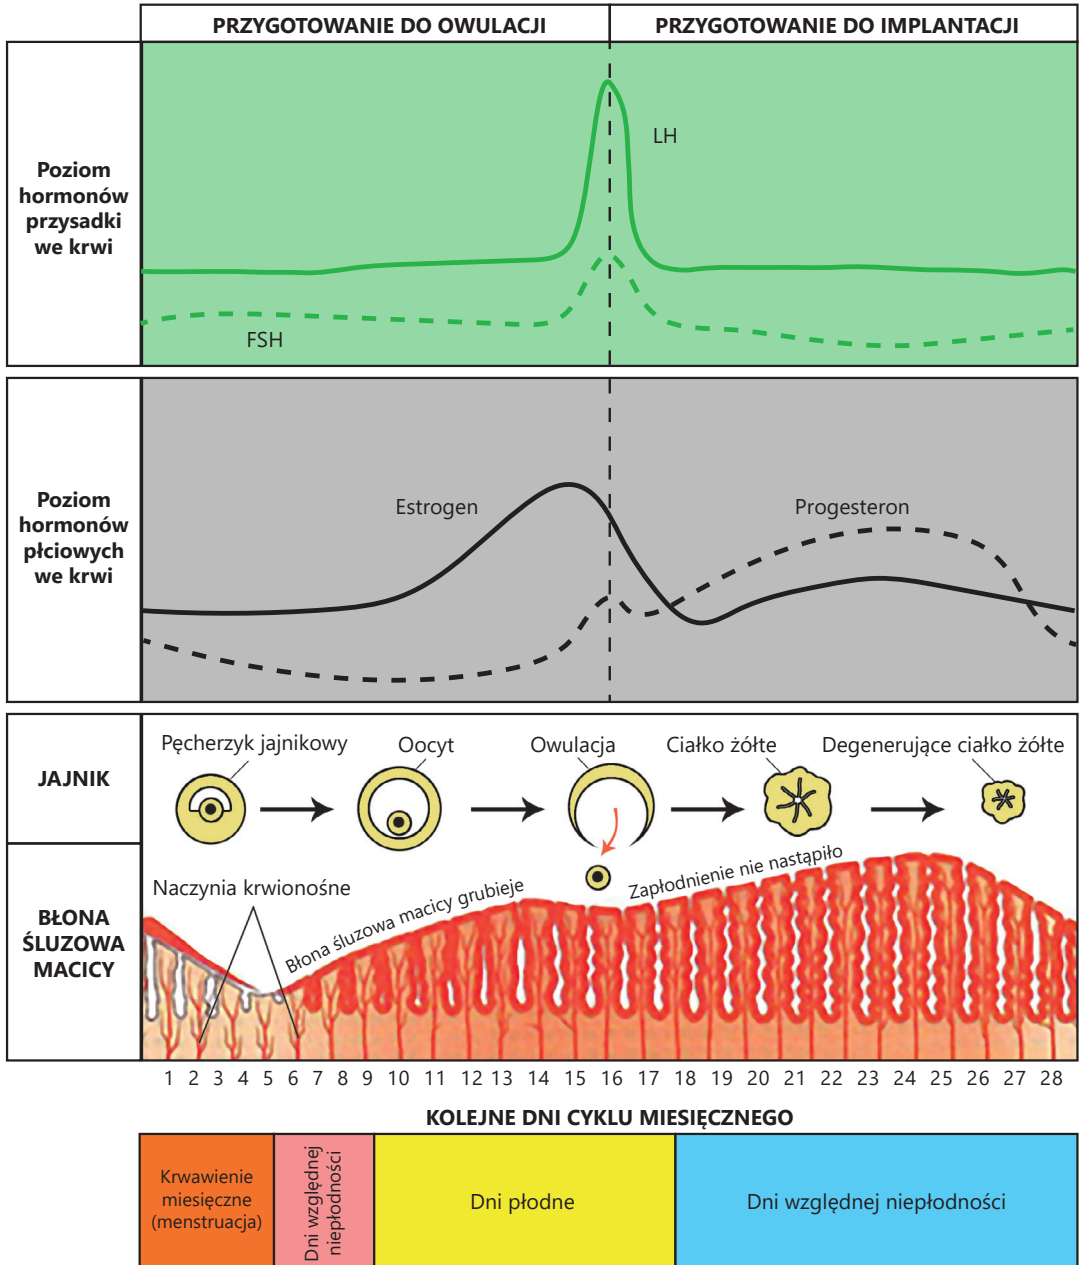 PRZYGOTOWANIE DO OWULACJI
PRZYGOTOWANIE DO IMPLANTACJI
Poziom
hormonów
przysadki
we krwi
LH
FSH
Poziom
hormonów
płciowych
we krwi
Estrogen
Progesteron
JAJNIK
Pęcherzyk jajnikowy
Oocyt
Owulacja
Ciałko żółte
Degenerujące ciałko żółte
BŁONA
ŚLUZOWA
MACICY
Naczynia krwionośne
Błona śluzowa macicy grubieje
Zapłodnienie nie nastąpiło
1 2 3 4 5 6 7 8 9 10 11 12 13 14 15 16 17 18 19 20 21 22 23 24 25 26 27 28
KOLEJNE DNI CYKLU MIESIĘCZNEGO
Krwawienie
miesięczne
(menstruacja)
Dni względnej
niepłodności
Dni płodne
Dni względnej niepłodności